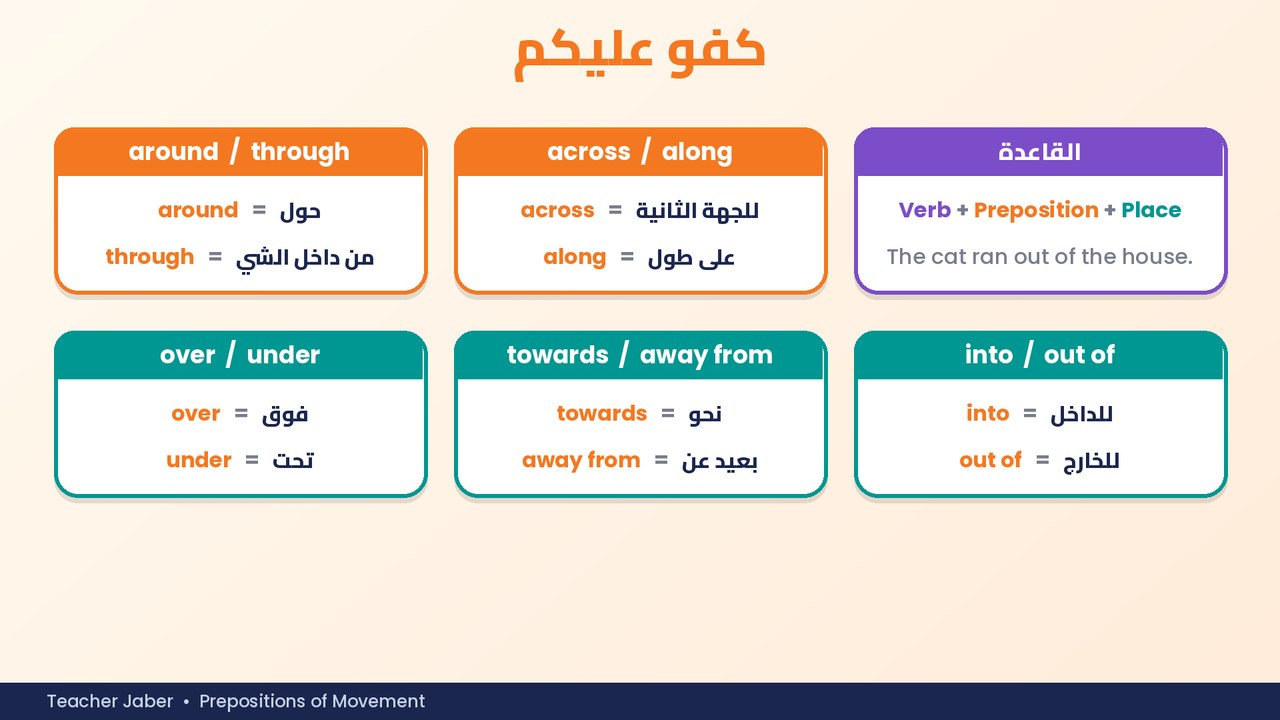 كفو عليكم
القاعدة
Verb + Preposition + Place
The cat ran out of the house.
across / along
across = للجهة الثانية
along = على طول
around / through
around = حول
through = من داخل الشي
into / out of
into = للداخل
out of = للخارج
towards / away from
towards = نحو
away from = بعيد عن
over / under
over = فوق
under = تحت
Teacher Jaber • Prepositions of Movement